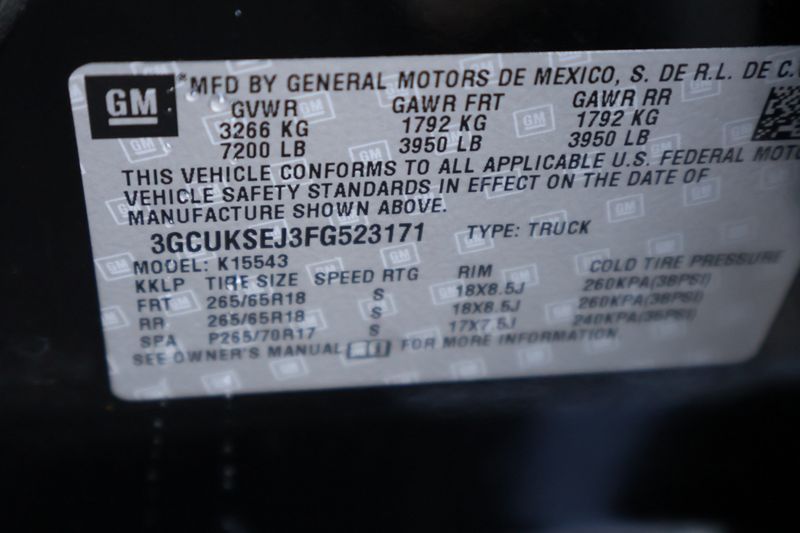 GM
*MFD BY GENERAL MOTORS DE MEXICO, S. DE R.L. DE C.V
GVWR GAWR FRT GAWR RR
3266 KG 1792 KG 1792 KG
7200 LB 3950 LB 3950 LB
THIS VEHICLE CONFORMS TO ALL APPLICABLE U.S. FEDERAL MOTO
VEHICLE SAFETY STANDARDS IN EFFECT ON THE DATE OF
MANUFACTURE SHOWN ABOVE.
3GCUKSEJ3FG523171 TYPE: TRUCK
MODEL: K15543
KKLP TIRE SIZE SPEED RTG RIM COLD TIRE PRESSURE
FRT 265/65R18 S 18X8.5J 260KPA(38PSI)
RR 265/65R18 S 18X8.5J 260KPA(38PSI)
SPA P265/70R17 S 17X7.5J 240KPA(35PSI)
SEE OWNER'S MANUAL FOR MORE INFORMATION